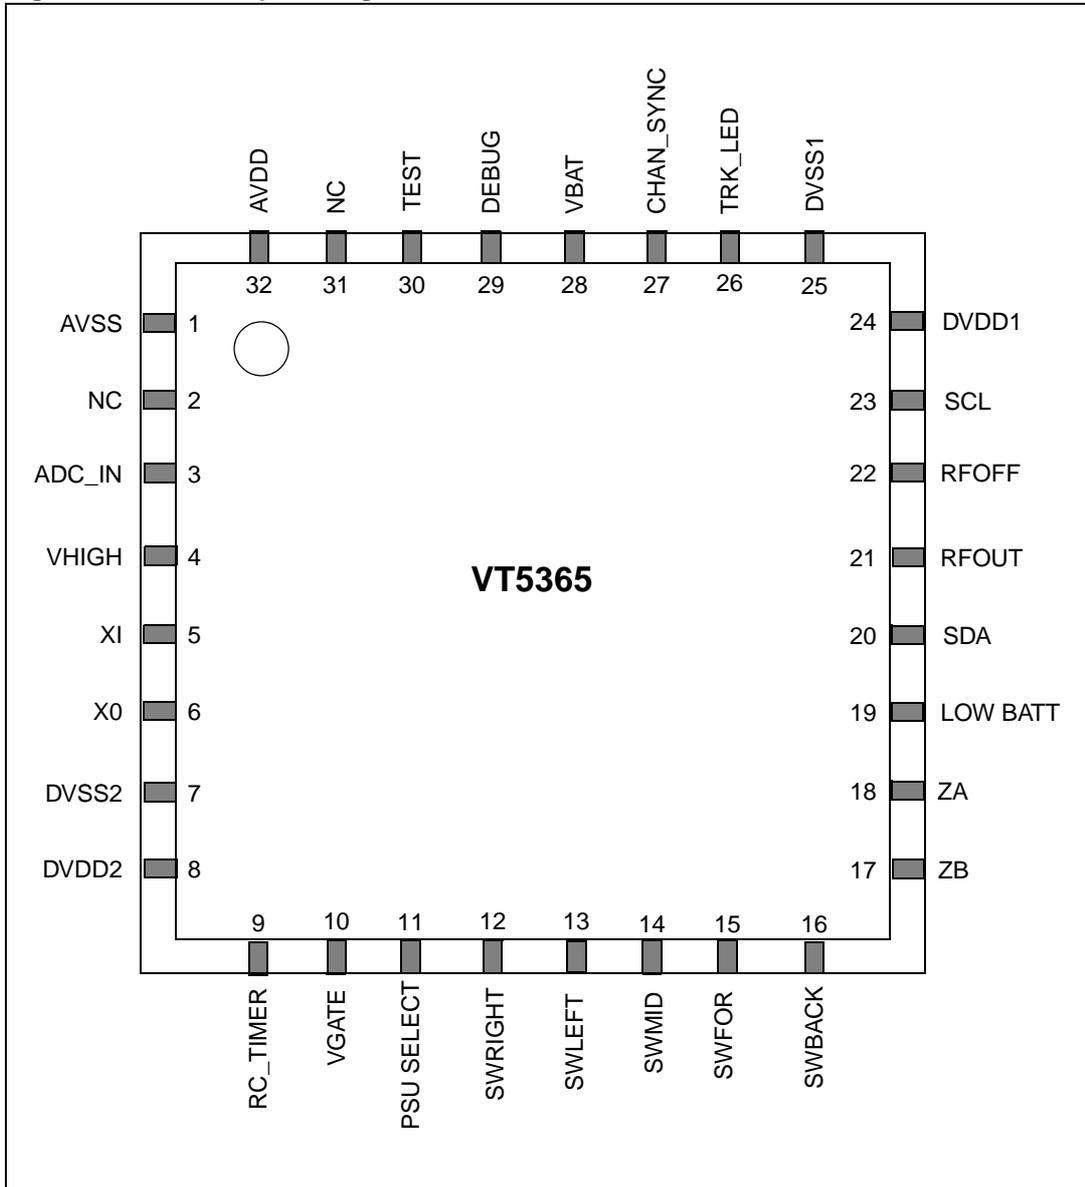 AVDD
NC
TEST
DEBUG
VBAT
CHAN_SYNC
TRK_LED
DVSS1
32 31 30 29 28 27 26 25
AVSS 1
NC 2
ADC_IN 3
VHIGH 4
XI 5
X0 6
DVSS2 7
DVDD2 8
VT5365
24 DVDD1
23 SCL
22 RFOFF
21 RFOUT
20 SDA
19 LOW BATT
18 ZA
17 ZB
9 10 11 12 13 14 15 16
RC_TIMER
VGATE
PSU SELECT
SWRIGHT
SWLEFT
SWMID
SWFOR
SWBACK